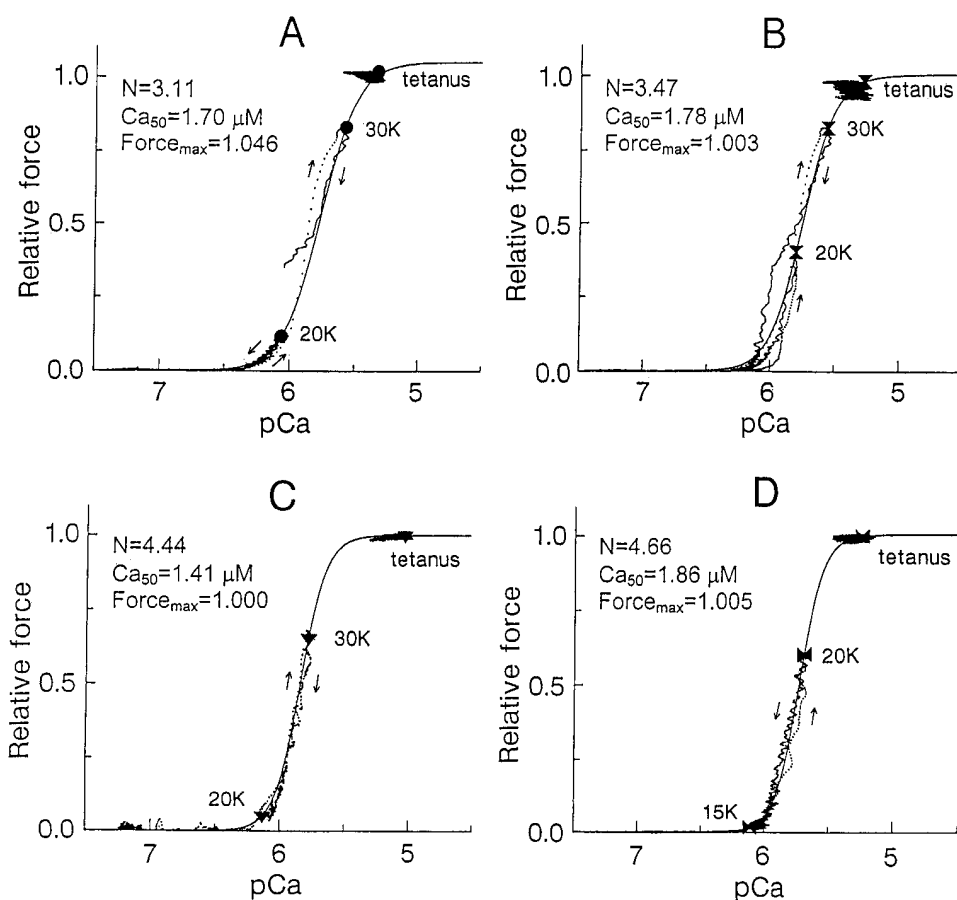 A
Relative force
1.0
0.5
0.0
N=3.11
Ca50=1.70 μM
Forcemax=1.046
tetanus
30K
20K
7
6
5
pCa
B
Relative force
1.0
0.5
0.0
N=3.47
Ca50=1.78 μM
Forcemax=1.003
tetanus
30K
20K
7
6
5
pCa
C
Relative force
1.0
0.5
0.0
N=4.44
Ca50=1.41 μM
Forcemax=1.000
tetanus
30K
20K
7
6
5
pCa
D
Relative force
1.0
0.5
0.0
N=4.66
Ca50=1.86 μM
Forcemax=1.005
tetanus
20K
15K
7
6
5
pCa